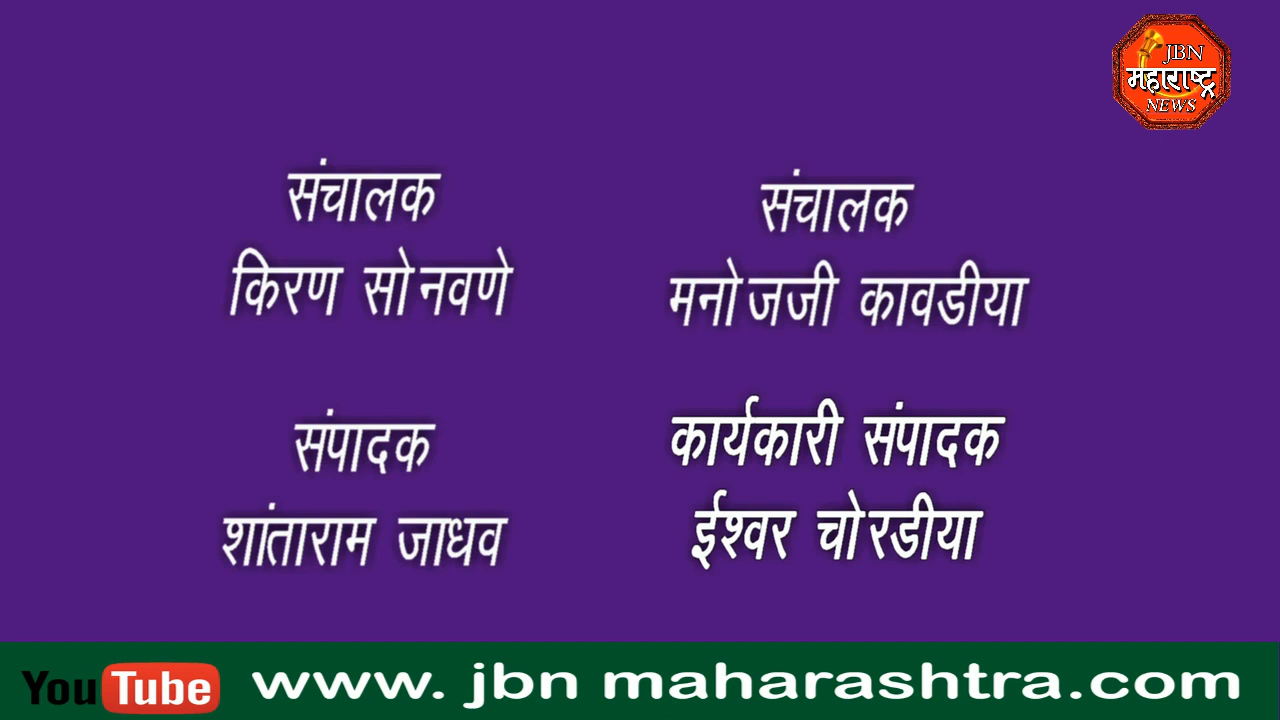 JBN
महाराष्ट्र
NEWS
संचालक
किरण सोनवणे
संचालक
मनोजजी कावडीया
संपादक
शांताराम जाधव
कार्यकारी संपादक
ईश्वर चोरडीया
YouTube www. jbn maharashtra.com